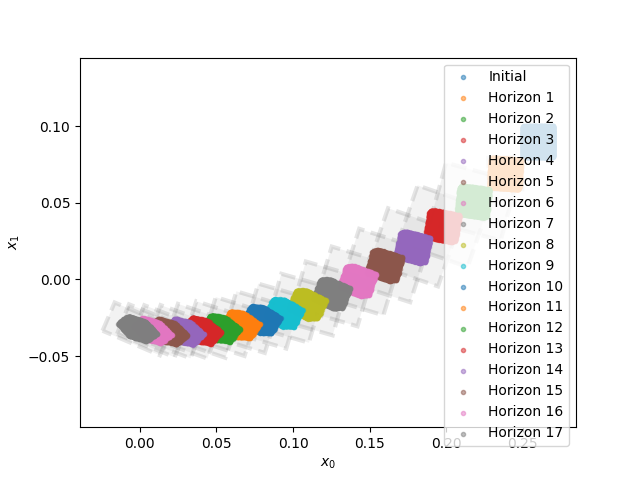 0.10
0.05
0.00
−0.05
x₁
0.00
0.05
0.10
0.15
0.20
0.25
x₀
Initial
Horizon 1
Horizon 2
Horizon 3
Horizon 4
Horizon 5
Horizon 6
Horizon 7
Horizon 8
Horizon 9
Horizon 10
Horizon 11
Horizon 12
Horizon 13
Horizon 14
Horizon 15
Horizon 16
Horizon 17